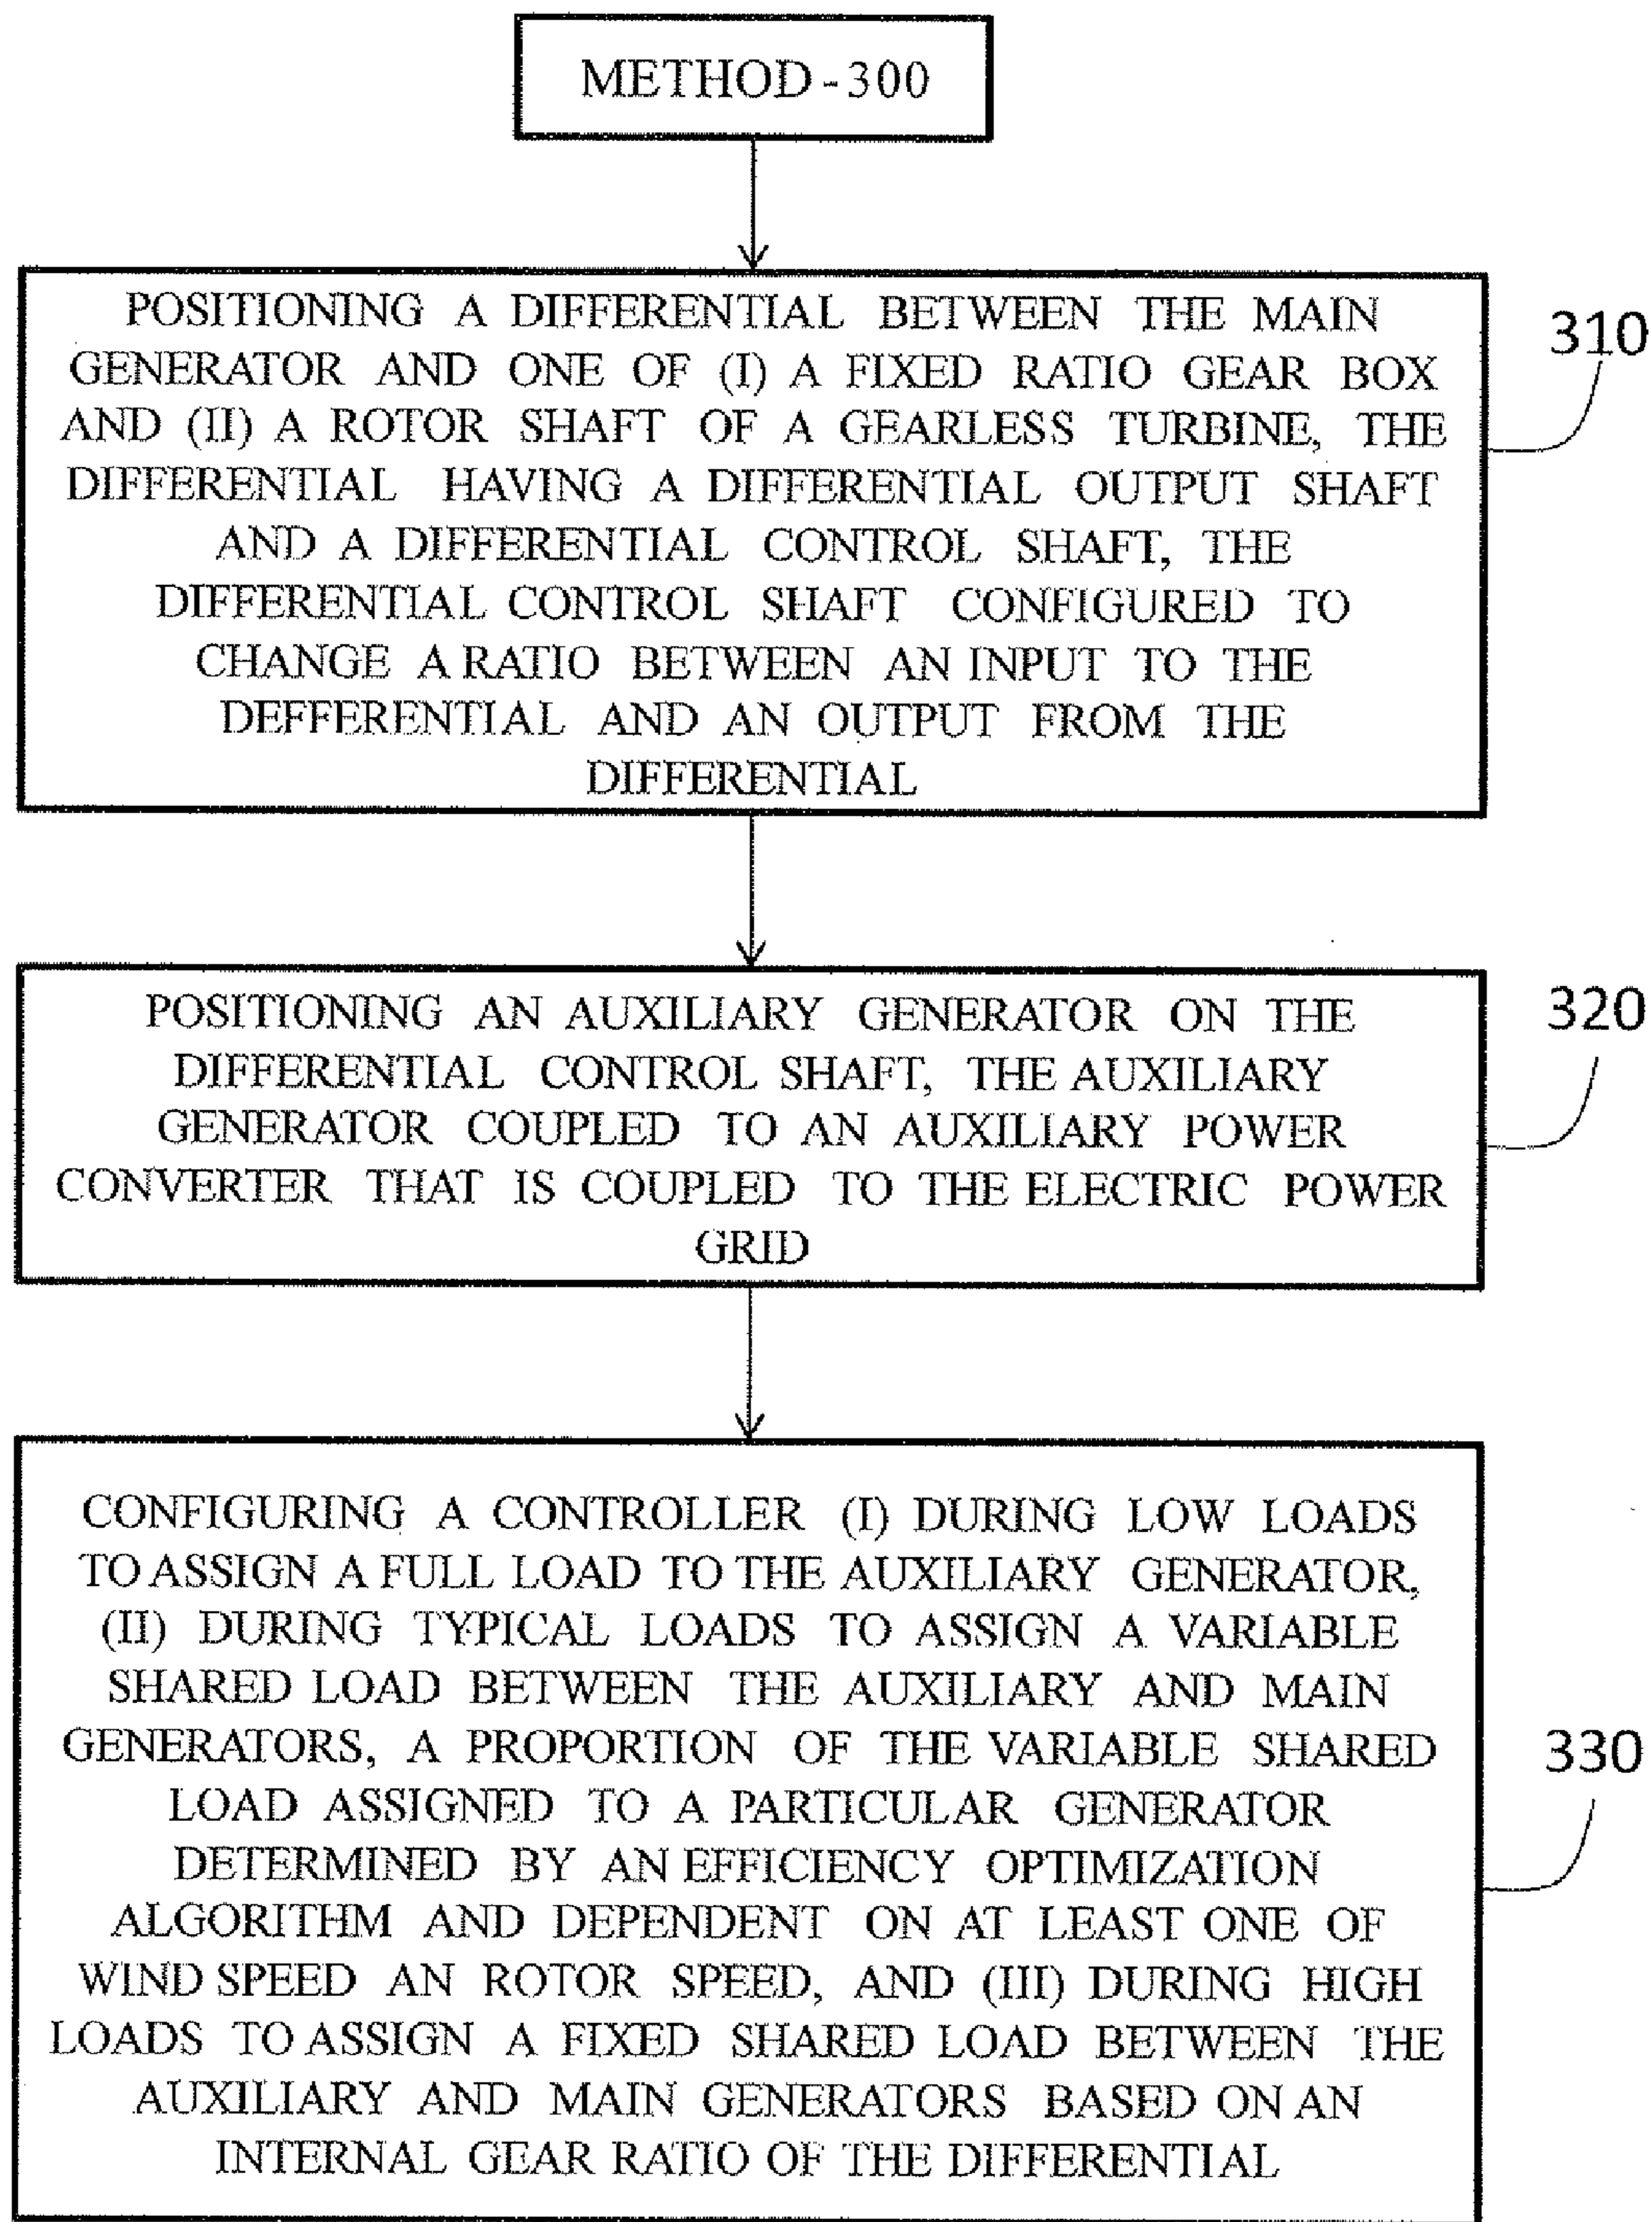 METHOD-300
POSITIONING A DIFFERENTIAL BETWEEN THE MAIN
GENERATOR AND ONE OF (I) A FIXED RATIO GEAR BOX
AND (II) A ROTOR SHAFT OF A GEARLESS TURBINE, THE
DIFFERENTIAL HAVING A DIFFERENTIAL OUTPUT SHAFT
AND A DIFFERENTIAL CONTROL SHAFT, THE
DIFFERENTIAL CONTROL SHAFT CONFIGURED TO
CHANGE A RATIO BETWEEN AN INPUT TO THE
DEFFERENTIAL AND AN OUTPUT FROM THE
DIFFERENTIAL
310
POSITIONING AN AUXILIARY GENERATOR ON THE
DIFFERENTIAL CONTROL SHAFT, THE AUXILIARY
GENERATOR COUPLED TO AN AUXILIARY POWER
CONVERTER THAT IS COUPLED TO THE ELECTRIC POWER
GRID
320
CONFIGURING A CONTROLLER (I) DURING LOW LOADS
TO ASSIGN A FULL LOAD TO THE AUXILIARY GENERATOR,
(II) DURING TYPICAL LOADS TO ASSIGN A VARIABLE
SHARED LOAD BETWEEN THE AUXILIARY AND MAIN
GENERATORS, A PROPORTION OF THE VARIABLE SHARED
LOAD ASSIGNED TO A PARTICULAR GENERATOR
DETERMINED BY AN EFFICIENCY OPTIMIZATION
ALGORITHM AND DEPENDENT ON AT LEAST ONE OF
WIND SPEED AN ROTOR SPEED, AND (III) DURING HIGH
LOADS TO ASSIGN A FIXED SHARED LOAD BETWEEN THE
AUXILIARY AND MAIN GENERATORS BASED ON AN
INTERNAL GEAR RATIO OF THE DIFFERENTIAL
330